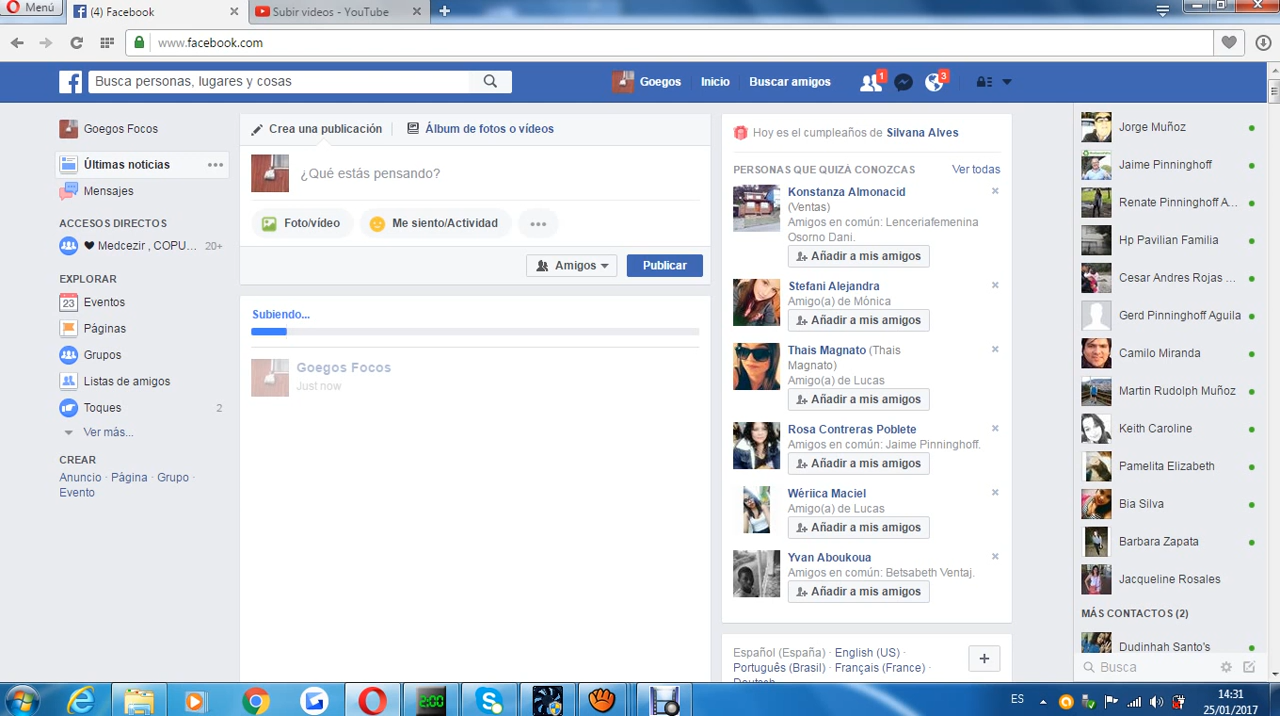 Menú
(4) Facebook
Subir vídeos - YouTube
www.facebook.com
Busca personas, lugares y cosas
Goegos
Inicio
Buscar amigos
1
3
Goegos Focos
Últimas noticias
Mensajes
ACCESOS DIRECTOS
Medcezir , COPU...
20+
EXPLORAR
23
Eventos
Páginas
Grupos
Listas de amigos
Toques
2
Ver más...
CREAR
Anuncio · Página · Grupo ·
Evento
Crea una publicación
Álbum de fotos o vídeos
¿Qué estás pensando?
Foto/vídeo
Me siento/Actividad
Amigos
Publicar
Subiendo...
Goegos Focos
Just now
Hoy es el cumpleaños de Silvana Alves
PERSONAS QUE QUIZA CONOZCAS
Ver todas
Konstanza Almonacid
(Ventas)
Amigos en común: Lenceriafemenina
Osorno Dani.
Añadir a mis amigos
Stefani Alejandra
Amigo(a) de Mónica
Añadir a mis amigos
Thais Magnato (Thais
Magnato)
Amigo(a) de Lucas
Añadir a mis amigos
Rosa Contreras Poblete
Amigos en común: Jaime Pinninghoff.
Añadir a mis amigos
Wériica Maciel
Amigo(a) de Lucas
Añadir a mis amigos
Yvan Aboukoua
Amigos en común: Betsabeth Ventaj.
Añadir a mis amigos
Español (España) · English (US) ·
Português (Brasil) · Français (France) ·
Deutsch
Jorge Muñoz
Jaime Pinninghoff
Renate Pinninghoff A...
Hp Pavilian Familia
Cesar Andres Rojas ...
Gerd Pinninghoff Aguila
Camilo Miranda
Martin Rudolph Muñoz
Keith Caroline
Pamelita Elizabeth
Bia Silva
Barbara Zapata
Jacqueline Rosales
MÁS CONTACTOS (2)
Dudinhah Santo's
Busca
2:00
ES
14:31
25/01/2017